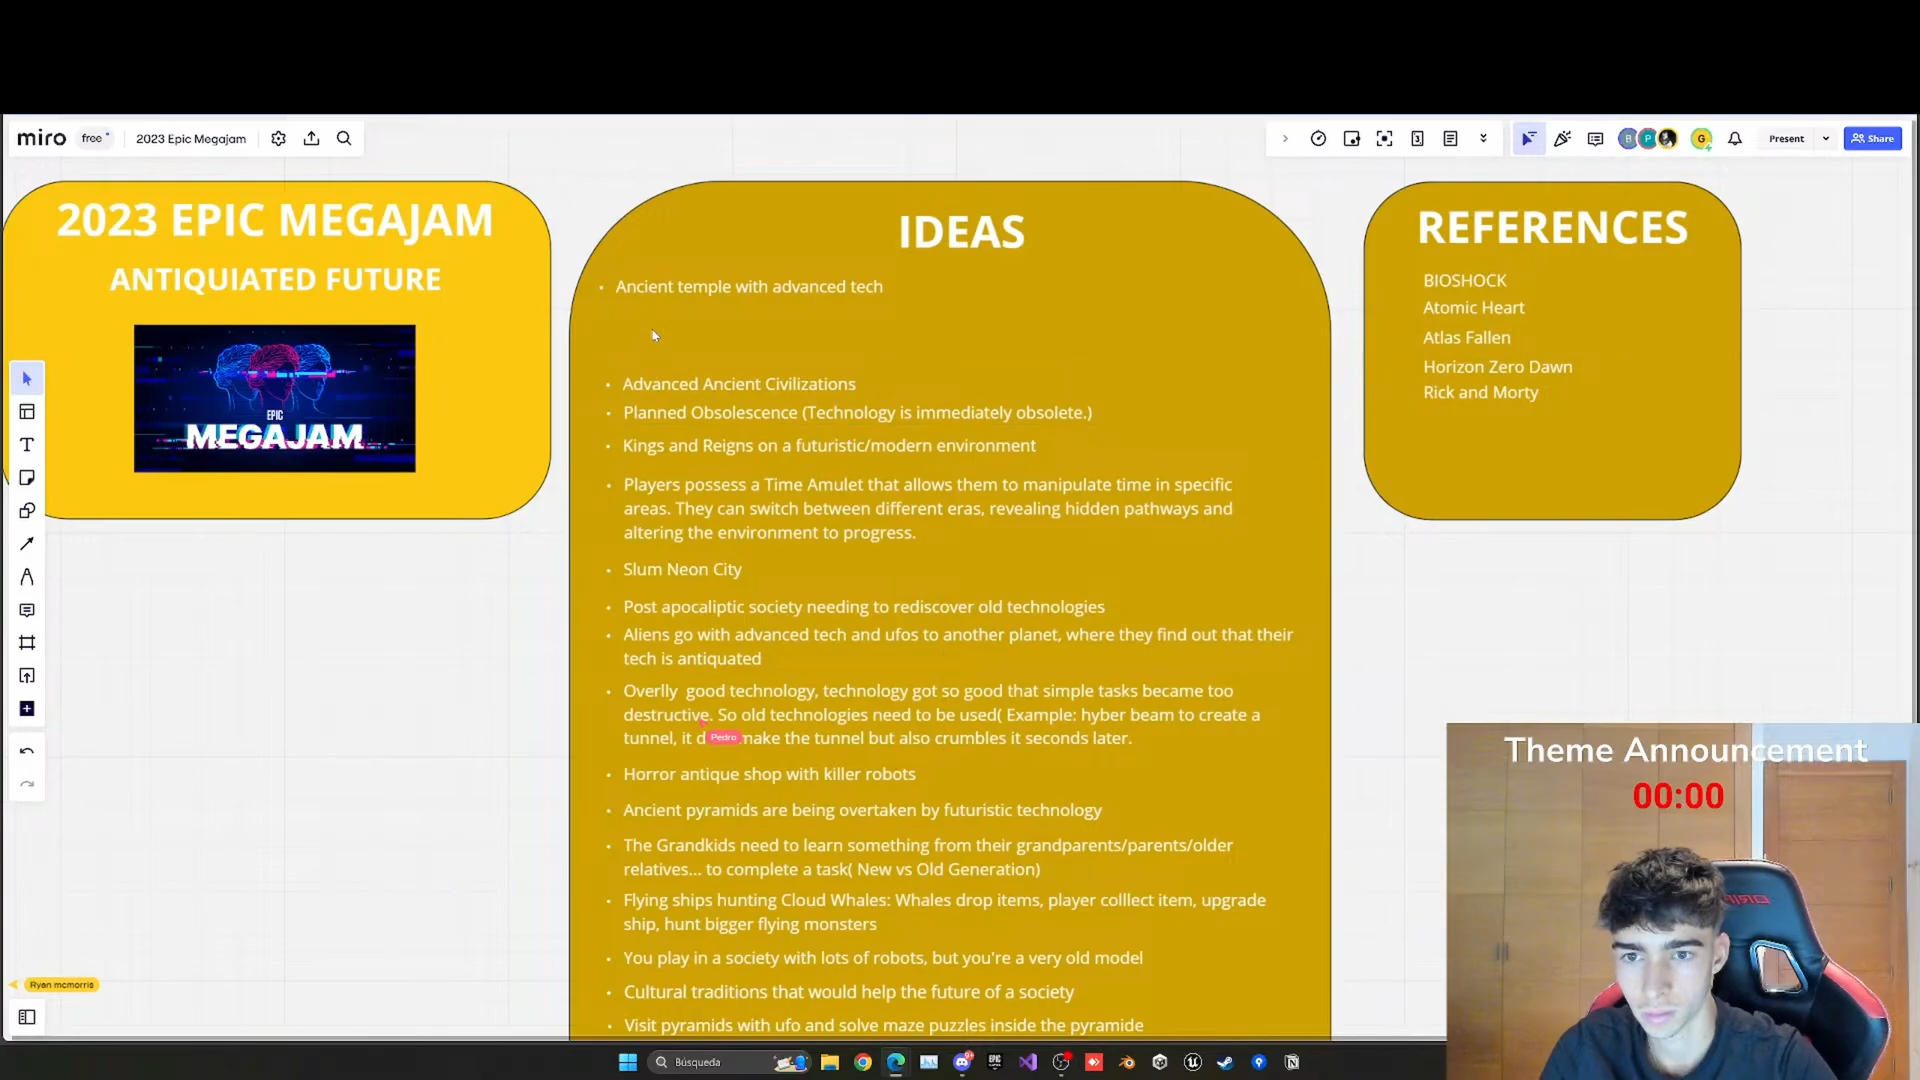 miro free 2023 Epic Megajam
Present Share
2023 EPIC MEGAJAM
ANTIQUIATED FUTURE
EPIC
MEGAJAM
IDEAS
Ancient temple with advanced tech
Advanced Ancient Civilizations
Planned Obsolescence (Technology is immediately obsolete.)
Kings and Reigns on a futuristic/modern environment
Players possess a Time Amulet that allows them to manipulate time in specific
areas. They can switch between different eras, revealing hidden pathways and
altering the environment to progress.
Slum Neon City
Post apocaliptic society needing to rediscover old technologies
Aliens go with advanced tech and ufos to another planet, where they find out that their
tech is antiquated
Overlly good technology, technology got so good that simple tasks became too
destructive. So old technologies need to be used( Example: hyber beam to create a
tunnel, it d Pedro make the tunnel but also crumbles it seconds later.
Horror antique shop with killer robots
Ancient pyramids are being overtaken by futuristic technology
The Grandkids need to learn something from their grandparents/parents/older
relatives... to complete a task( New vs Old Generation)
Flying ships hunting Cloud Whales: Whales drop items, player colllect item, upgrade
ship, hunt bigger flying monsters
You play in a society with lots of robots, but you're a very old model
Cultural traditions that would help the future of a society
Visit pyramids with ufo and solve maze puzzles inside the pyramide
REFERENCES
BIOSHOCK
Atomic Heart
Atlas Fallen
Horizon Zero Dawn
Rick and Morty
Theme Announcement
00:00
Ryan mcmorris
Búsqueda